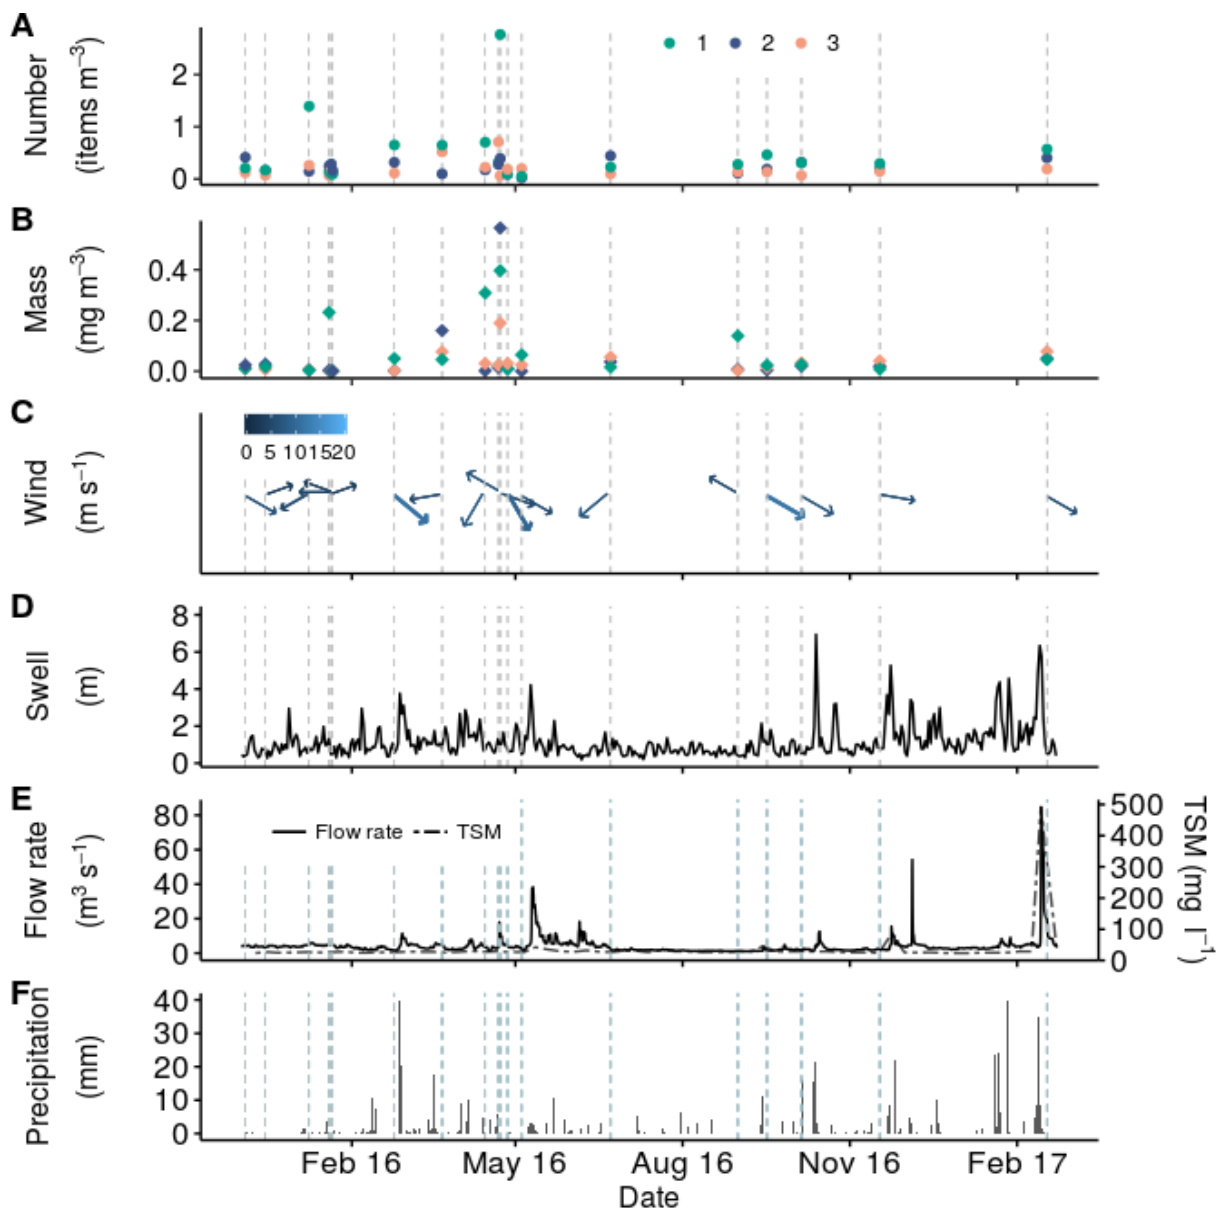 A
Number
(items m⁻³)
2
1
0
1 2 3
B
Mass
(mg m⁻³)
0.4
0.2
0.0
C
Wind
(m s⁻¹)
0 5 10 15 20
D
Swell
(m)
8
6
4
2
0
E
Flow rate
(m³ s⁻¹)
80
60
40
20
0
Flow rate TSM
500
400
300
200
100
0
TSM (mg l⁻¹)
F
Precipitation
(mm)
40
30
20
10
0
Feb 16 May 16 Aug 16 Nov 16 Feb 17
Date